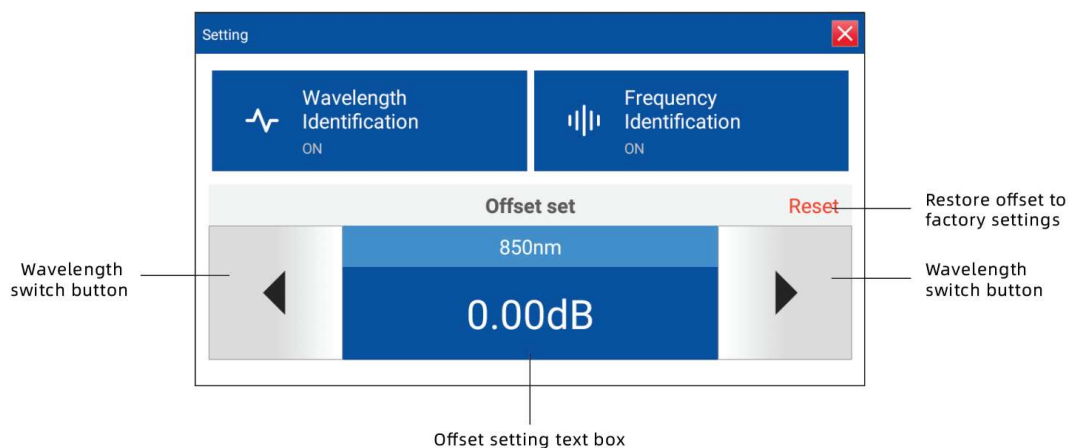 Setting
Wavelength
Identification
ON
Frequency
Identification
ON
Offset set
Reset
Restore offset to
factory settings
850nm
Wavelength
switch button
Wavelength
switch button
0.00dB
Offset setting text box